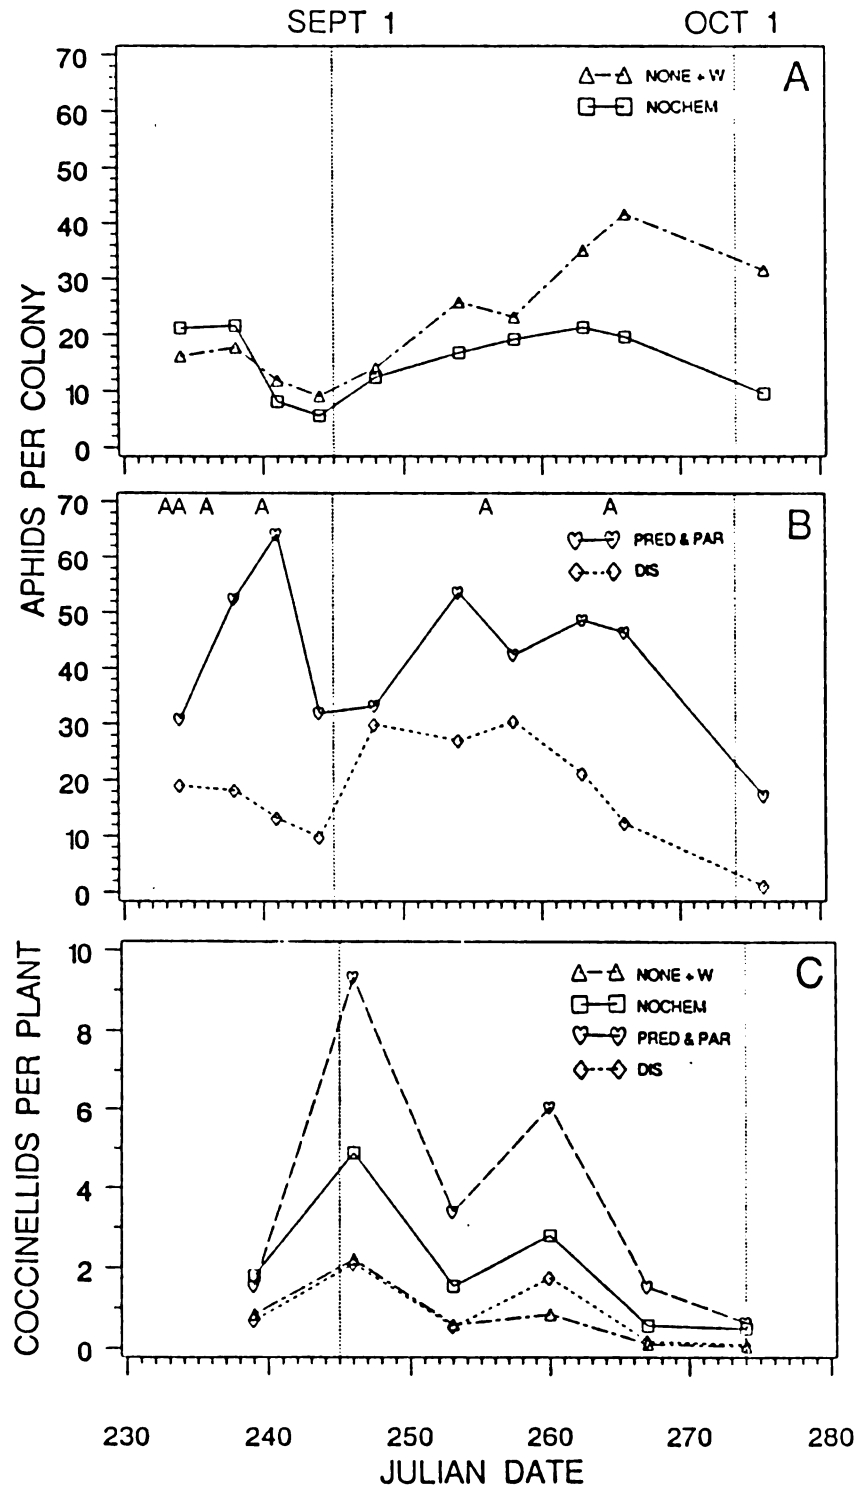 SEPT 1 OCT 1
70
60
50
40
30
20
10
0
A
NONE + W
NOCHEM
APHIDS PER COLONY
70
60
50
40
30
20
10
0
AA A A A A
B
PRED & PAR
DIS
COCCINELLIDS PER PLANT
10
8
6
4
2
0
C
NONE + W
NOCHEM
PRED & PAR
DIS
230 240 250 260 270 280
JULIAN DATE